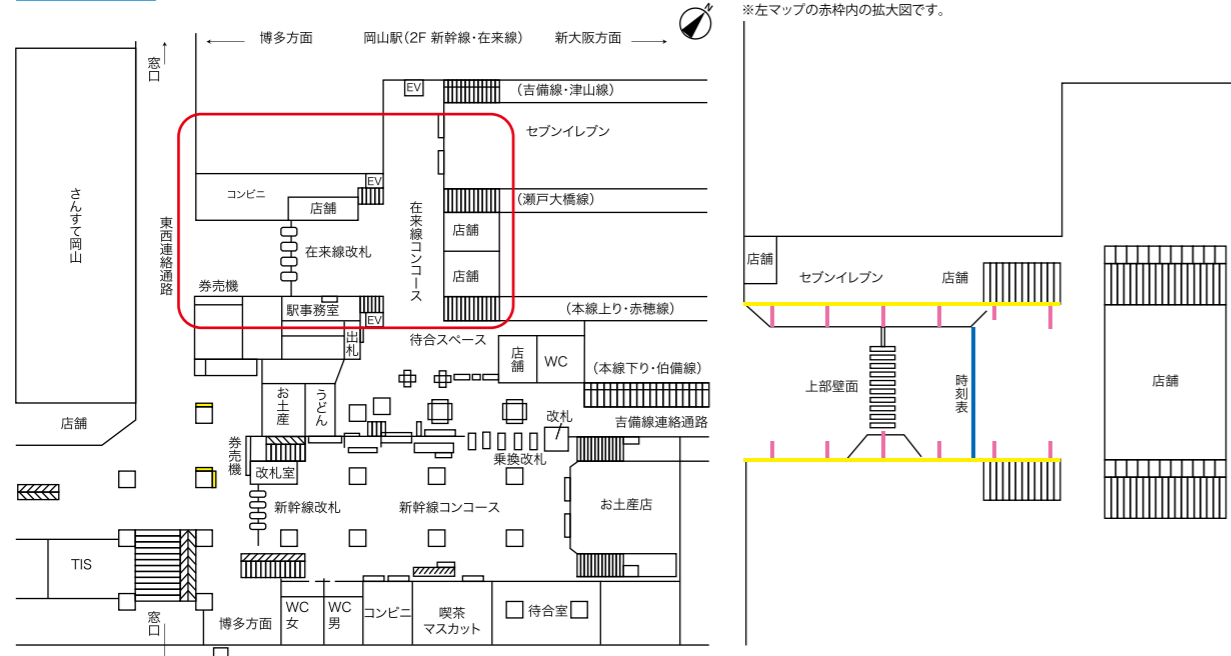 ※左マップの赤枠内の拡大図です。
N
博多方面
岡山駅(2F 新幹線・在来線)
新大阪方面
窓口
EV
(吉備線・津山線)
セブンイレブン
さんすて岡山
東西連絡通路
コンビニ
EV
店舗
(瀬戸大橋線)
在来線コンコース
店舗
在来線改札
店舗
券売機
駅事務室
EV
(本線上り・赤穂線)
出札
待合スペース
店舗
WC
(本線下り・伯備線)
お土産
うどん
店舗
改札
吉備線連絡通路
券売機
乗換改札
改札室
新幹線改札
新幹線コンコース
お土産店
TIS
窓口
博多方面
WC
女
WC
男
コンビニ
喫茶
マスカット
待合室
店舗
セブンイレブン
店舗
上部壁面
時刻表
店舗